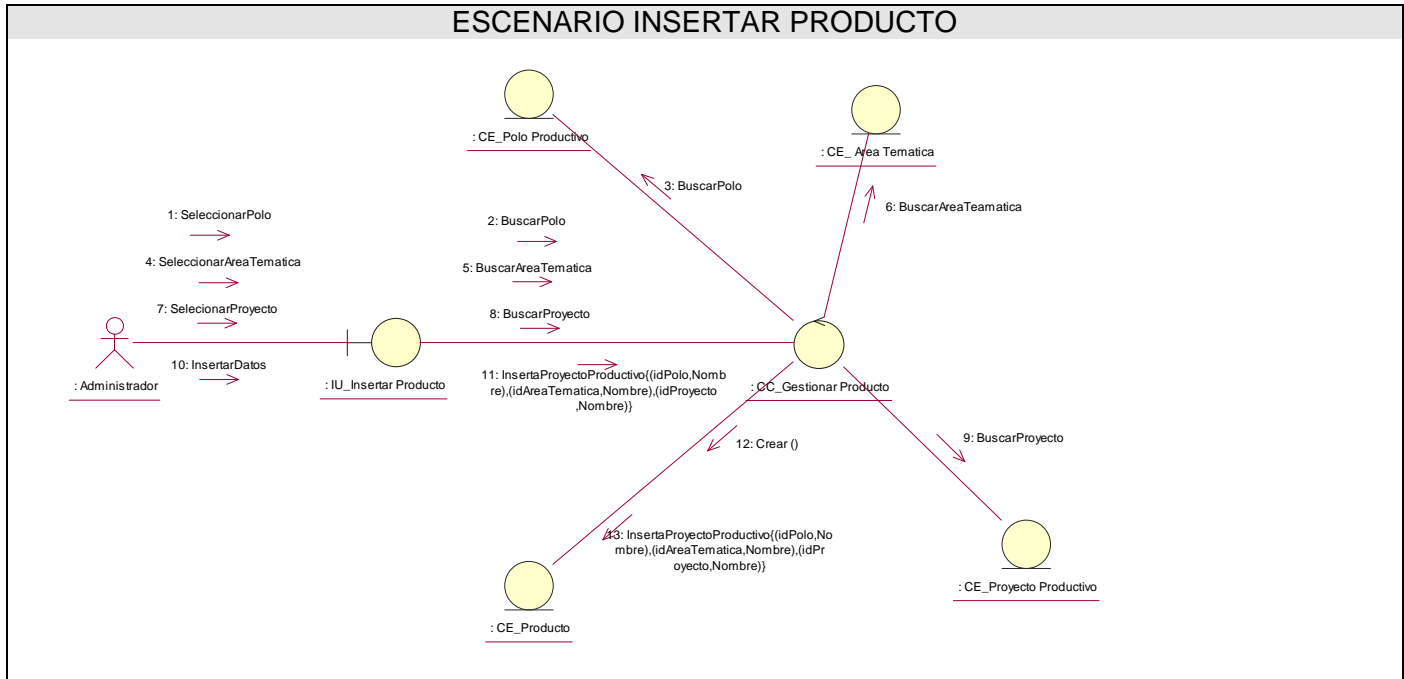 ESCENARIO INSERTAR PRODUCTO
: CE_Polo Productivo
: CE_ Area Tematica
3: BuscarPolo
6: BuscarAreaTeamatica
1: SeleccionarPolo
2: BuscarPolo
4: SeleccionarAreaTematica
5: BuscarAreaTematica
7: SelecionarProyecto
8: BuscarProyecto
10: InsertarDatos
: Administrador
: IU_Insertar Producto
11: InsertaProyectoProductivo{(idPolo,Nomb
re),(idAreaTematica,Nombre),(idProyecto
,Nombre)}
: CC_Gestionar Producto
12: Crear ()
9: BuscarProyecto
13: InsertaProyectoProductivo{(idPolo,No
mbre),(idAreaTematica,Nombre),(idPr
oyecto,Nombre)}
: CE_Proyecto Productivo
: CE_Producto